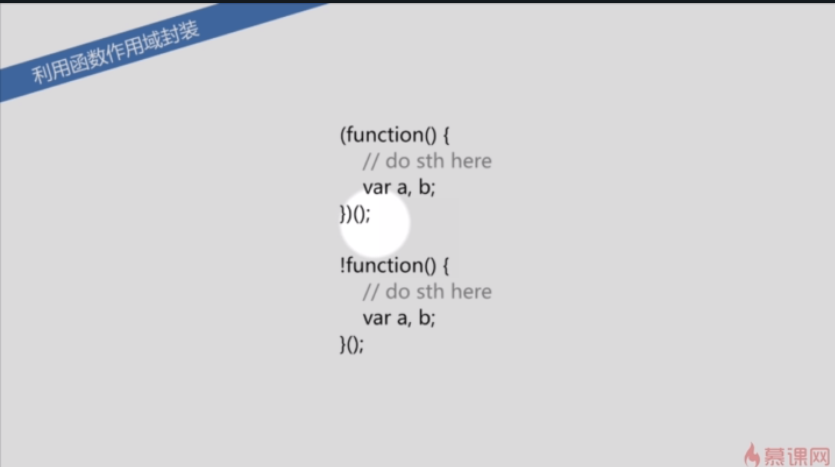 利用函数作用域封装
(function() {
// do sth here
var a, b;
})();
!function() {
// do sth here
var a, b;
}();
慕课网